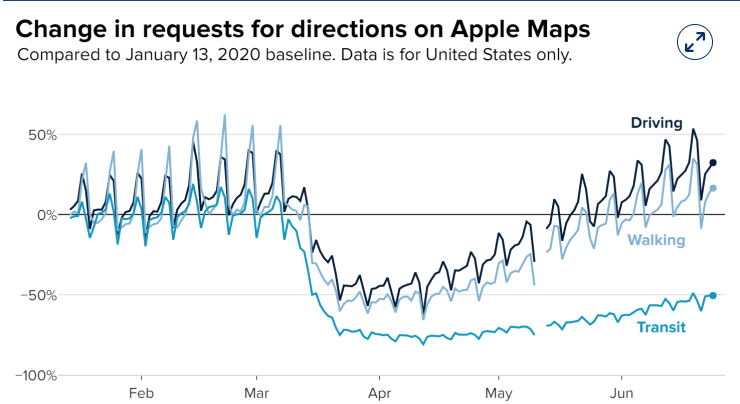 Change in requests for directions on Apple Maps
Compared to January 13, 2020 baseline. Data is for United States only.
50%
0%
−50%
−100%
Driving
Walking
Transit
Feb
Mar
Apr
May
Jun